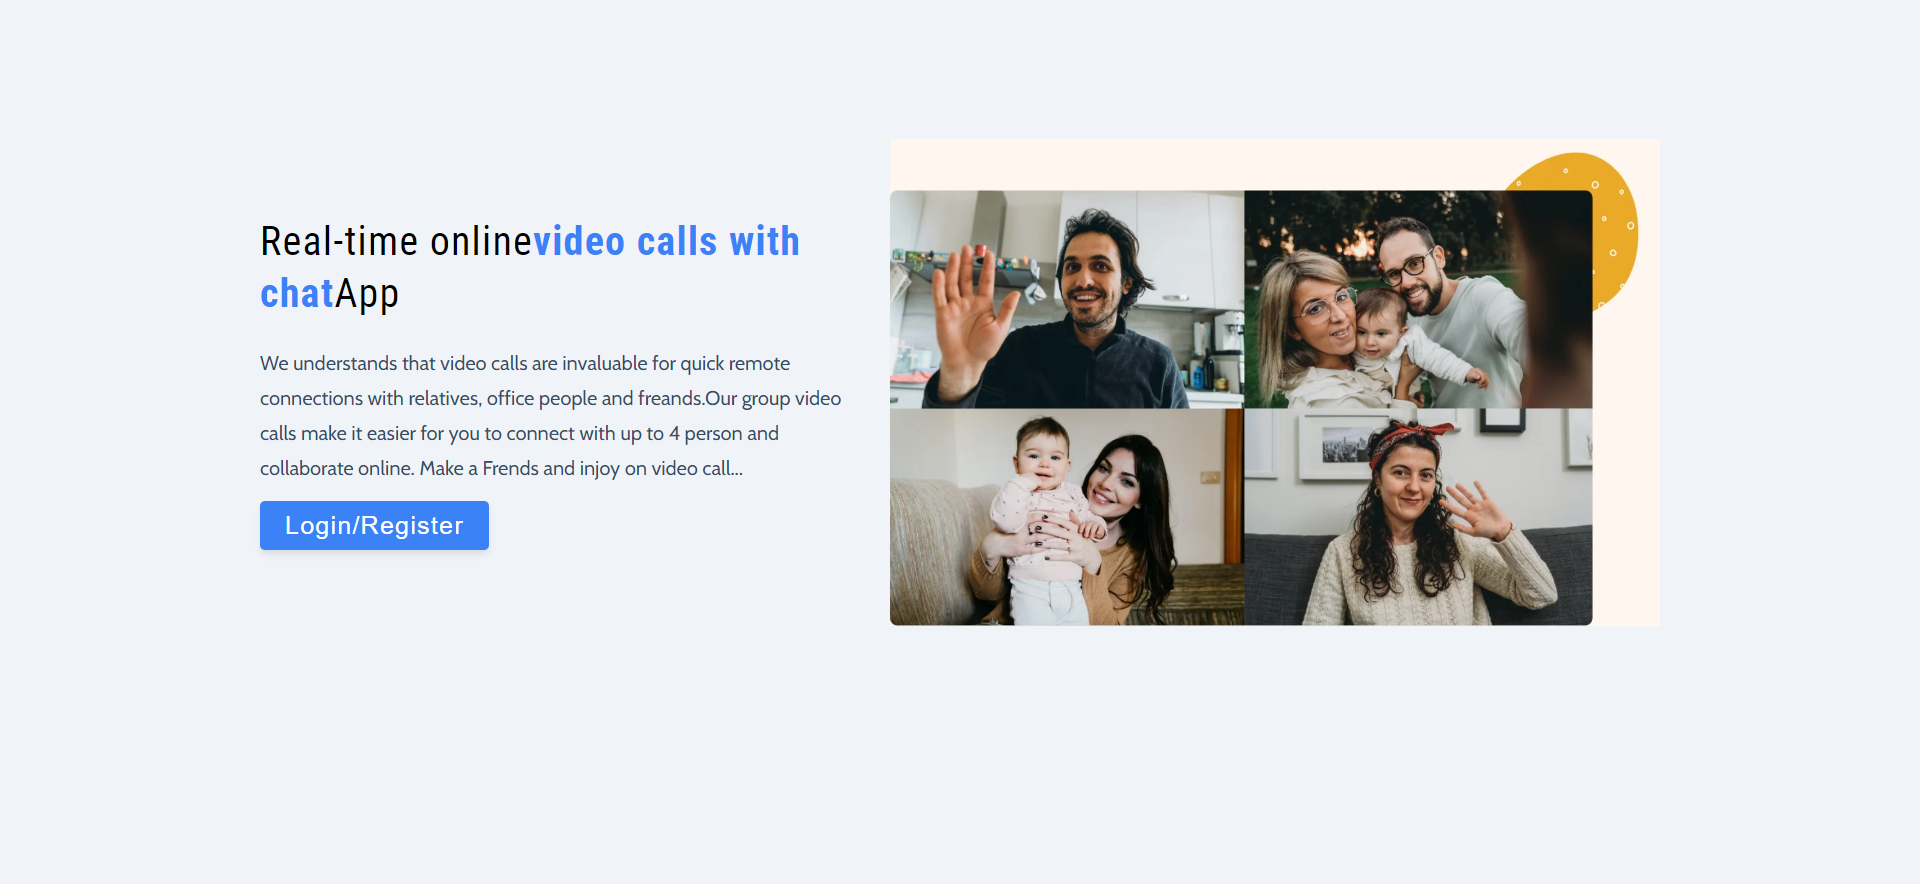 Real-time onlinevideo calls with
chatApp
We understands that video calls are invaluable for quick remote
connections with relatives, office people and freands.Our group video
calls make it easier for you to connect with up to 4 person and
collaborate online. Make a Frends and injoy on video call...
Login/Register